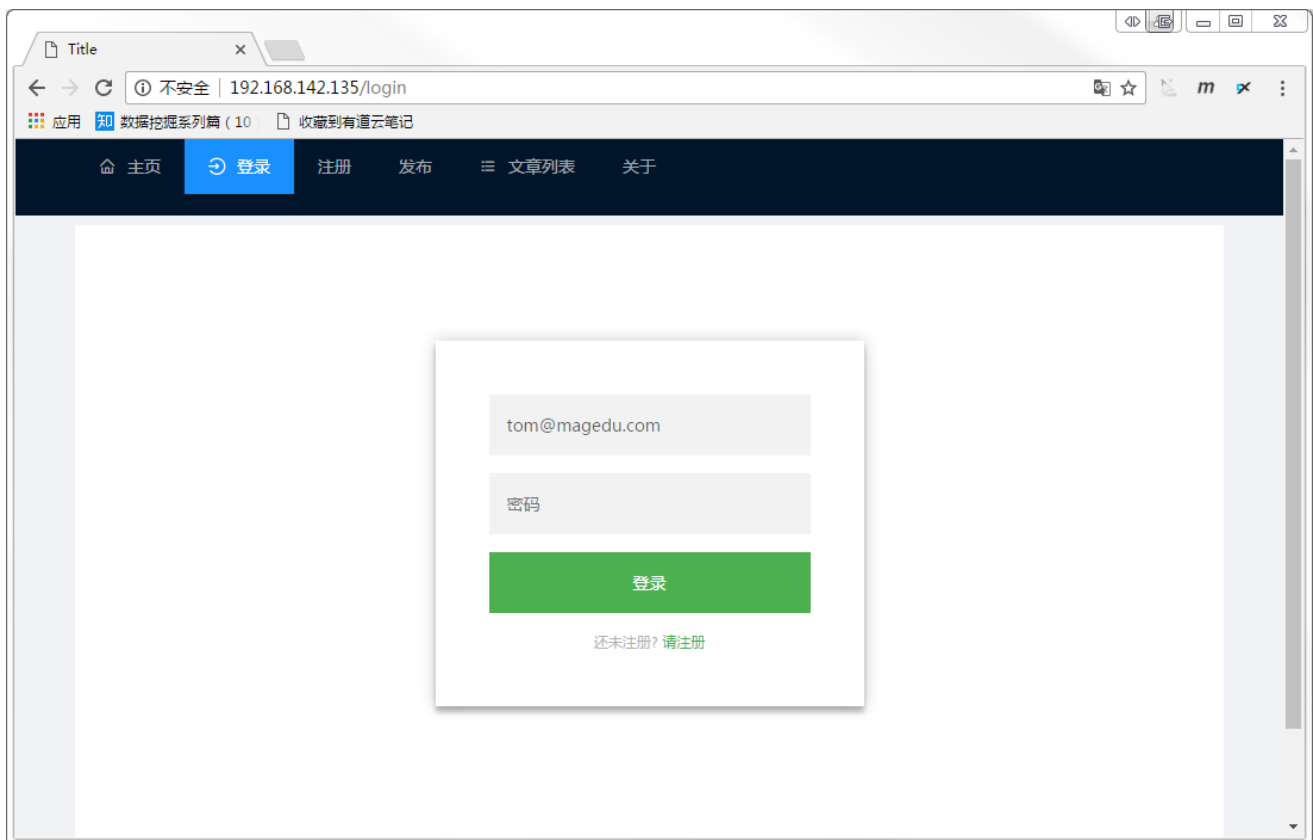 Title
不安全 | 192.168.142.135/login
应用 数据挖掘系列篇（10 收藏到有道云笔记
主页 登录 注册 发布 文章列表 关于
tom@magedu.com
密码
登录
还未注册? 请注册